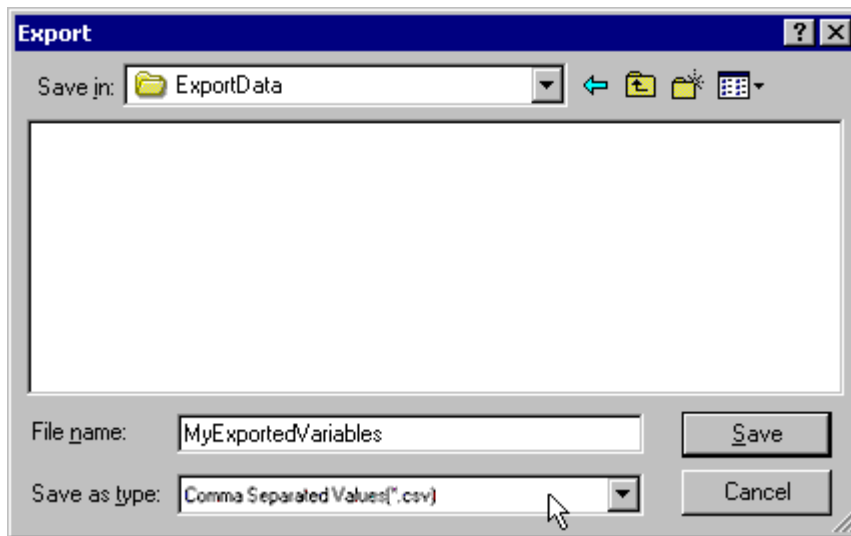 Export
Save in: ExportData
File name: MyExportedVariables Save
Save as type: Comma Separated Values(*.csv) Cancel